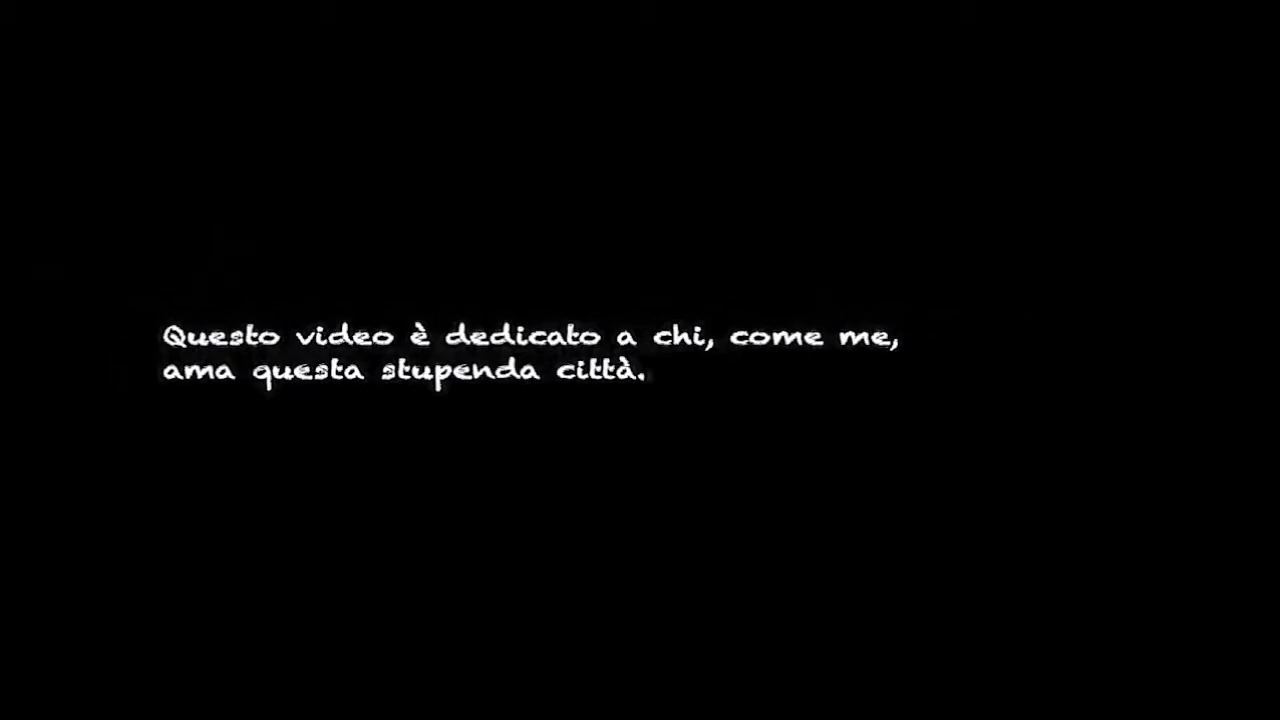 Questo video è dedicato a chi, come me,
ama questa stupenda città.